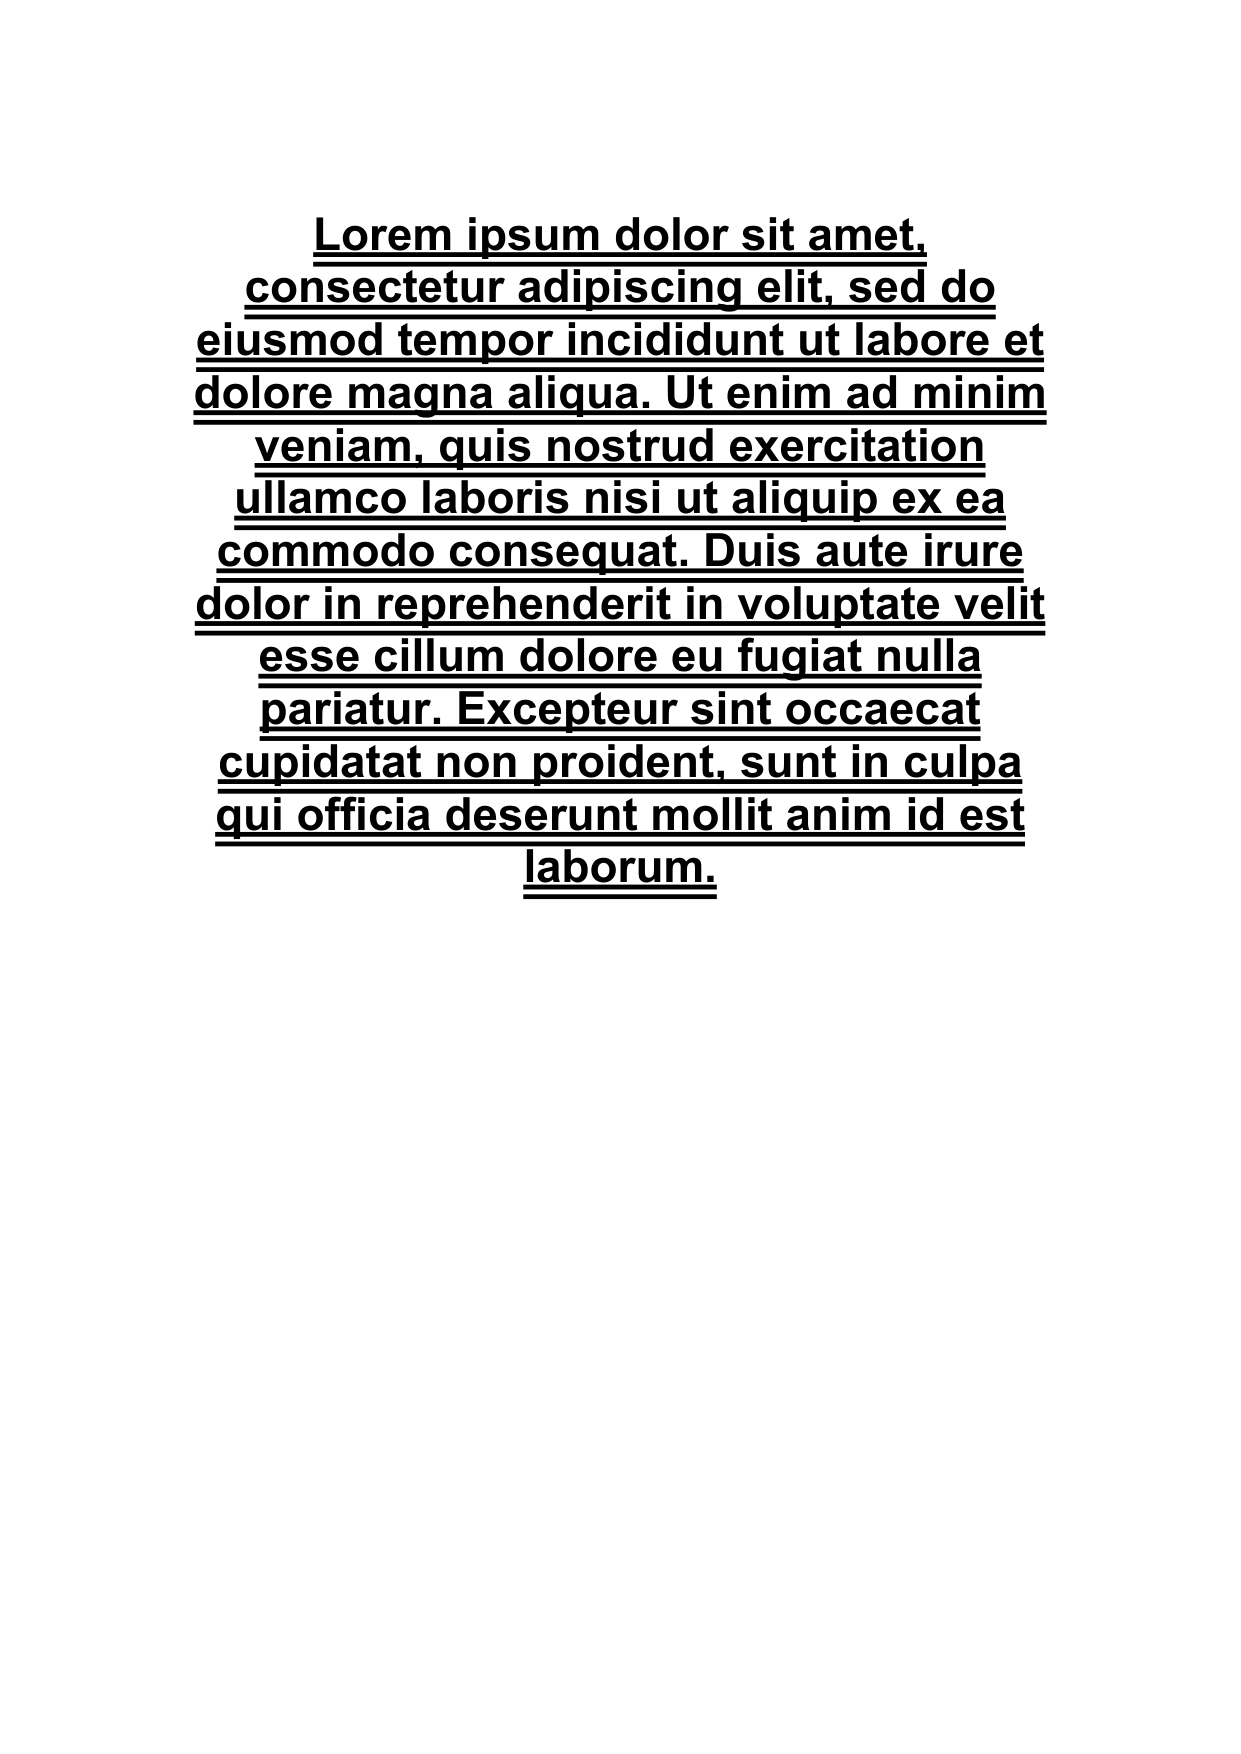 Lorem ipsum dolor sit amet,
consectetur adipiscing elit, sed do
eiusmod tempor incididunt ut labore et
dolore magna aliqua. Ut enim ad minim
veniam, quis nostrud exercitation
ullamco laboris nisi ut aliquip ex ea
commodo consequat. Duis aute irure
dolor in reprehenderit in voluptate velit
esse cillum dolore eu fugiat nulla
pariatur. Excepteur sint occaecat
cupidatat non proident, sunt in culpa
qui officia deserunt mollit anim id est
laborum.